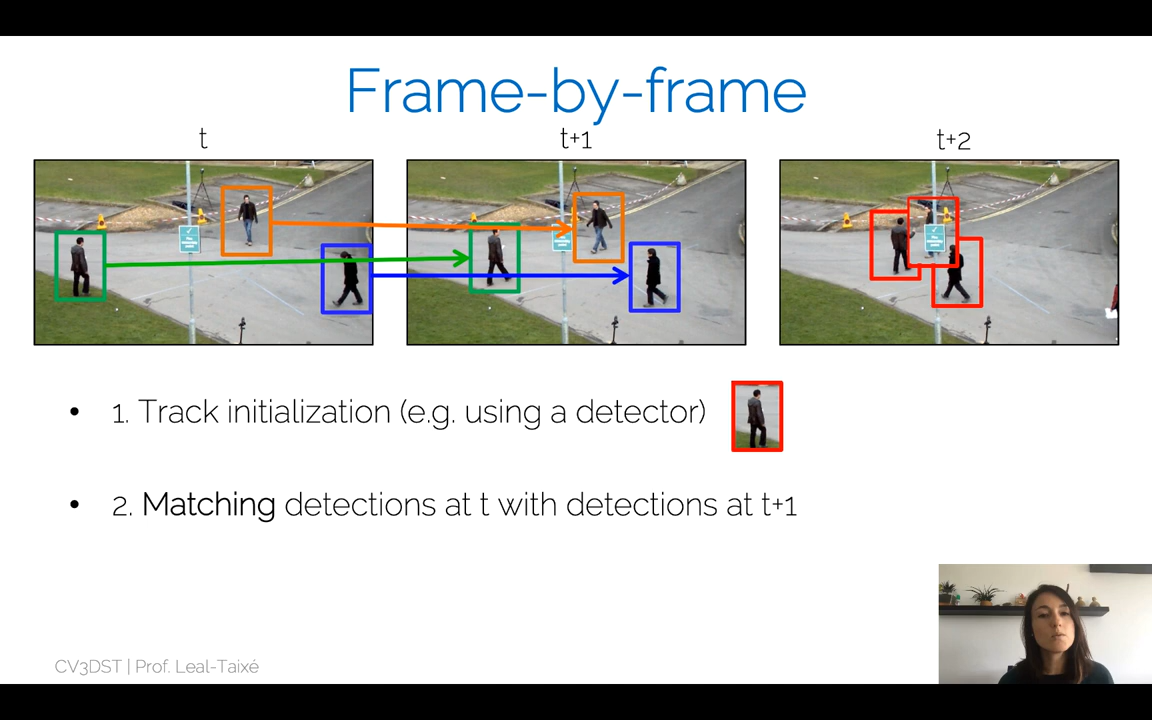 Frame-by-frame
t
t+1
t+2
• 1. Track initialization (e.g. using a detector)
• 2. Matching detections at t with detections at t+1
CV3DST | Prof. Leal-Taixé